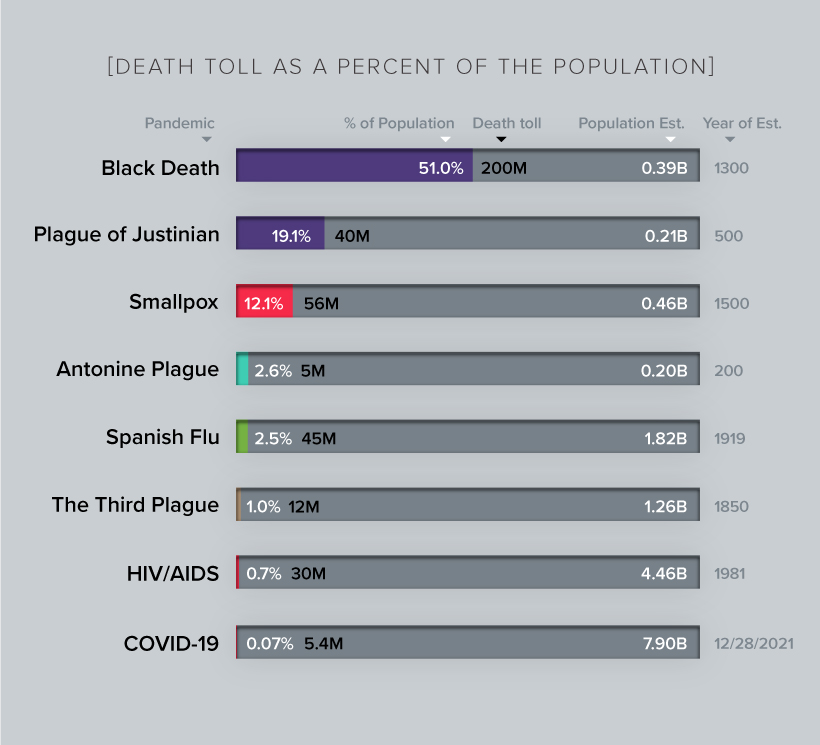 [DEATH TOLL AS A PERCENT OF THE POPULATION]
Pandemic % of Population Death toll Population Est. Year of Est.
Black Death 51.0% 200M 0.39B 1300
Plague of Justinian 19.1% 40M 0.21B 500
Smallpox 12.1% 56M 0.46B 1500
Antonine Plague 2.6% 5M 0.20B 200
Spanish Flu 2.5% 45M 1.82B 1919
The Third Plague 1.0% 12M 1.26B 1850
HIV/AIDS 0.7% 30M 4.46B 1981
COVID-19 0.07% 5.4M 7.90B 12/28/2021